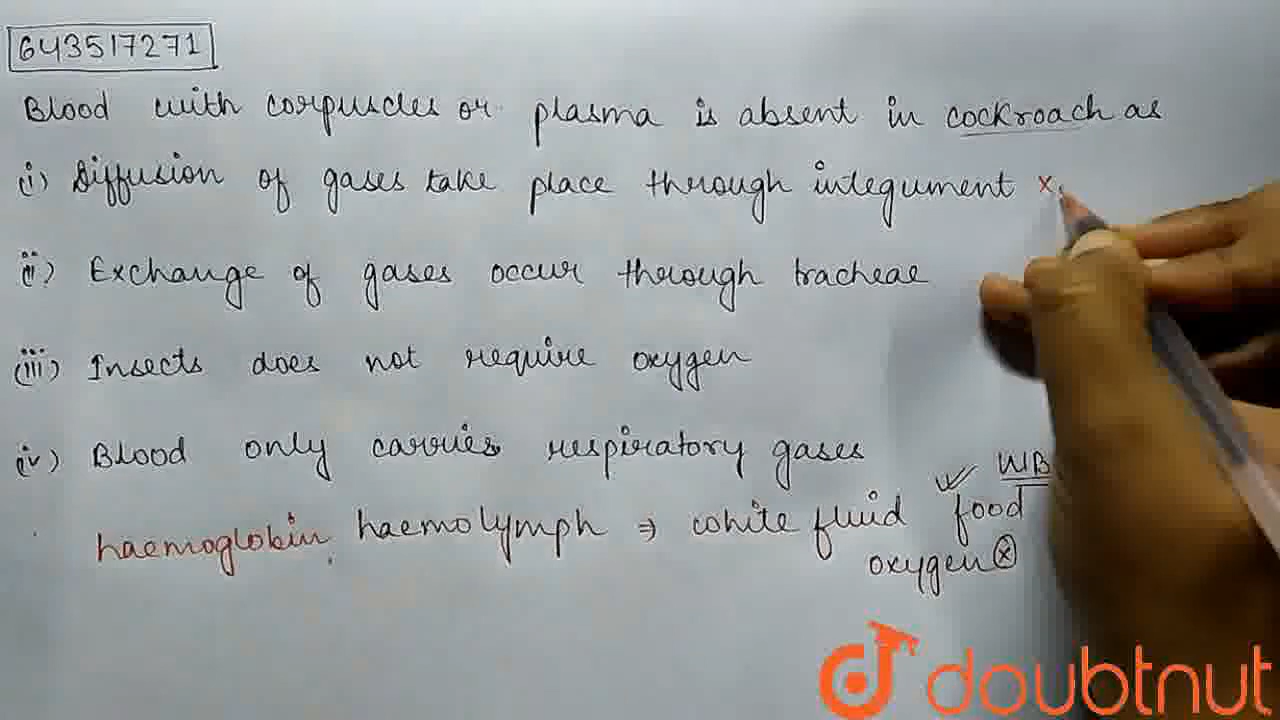 643517271
Blood with corpuscles or plasma is absent in cockroach as
(i) Diffusion of gases take place through integument x
(ii) Exchange of gases occur through tracheae
(iii) Insects does not require oxygen
(iv) Blood only carries respiratory gases
haemoglobin, haemolymph ⇒ white fluid ✓ food WB
oxygen ⓧ
doubtnut